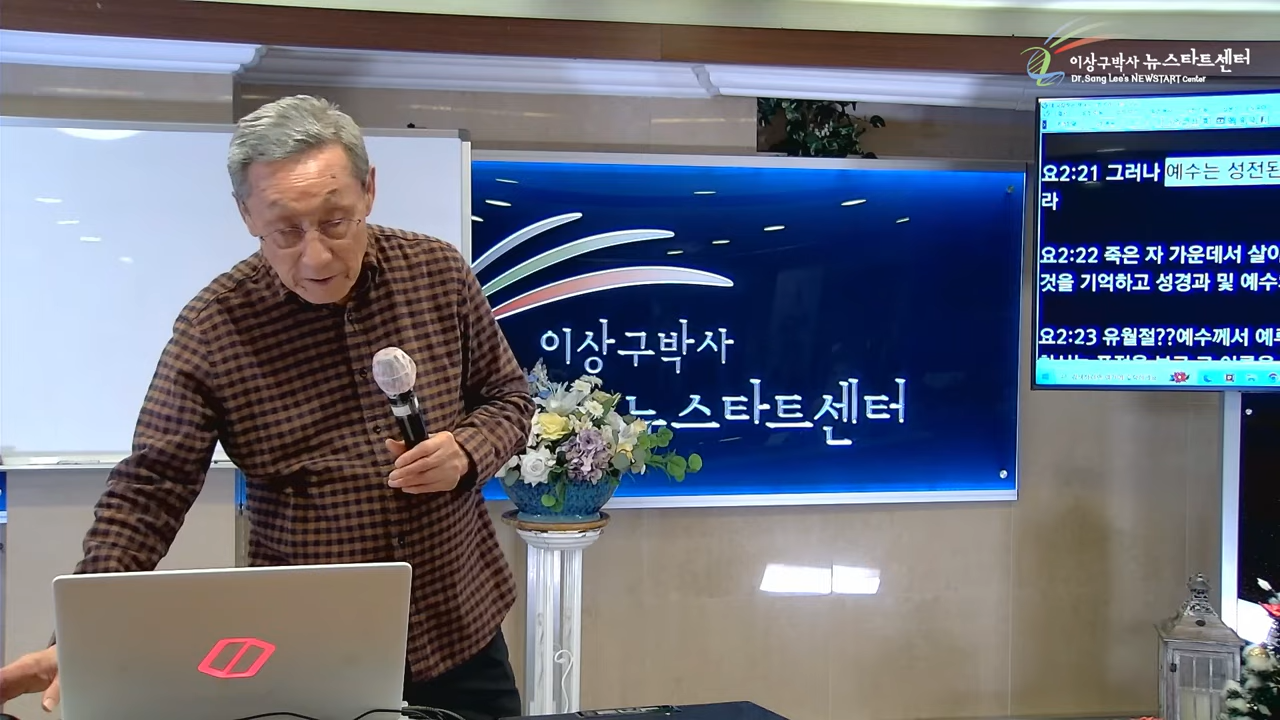 이상구박사 뉴스타트센터
Dr. Sang Lee's NEWSTART Center
요2:21 그러나 예수는 성전된
라
요2:22 죽은 자 가운데서 살아
것을 기억하고 성경과 및 예수
요2:23 유월절??예수께서 예루
이상구박사
뉴스타트센터